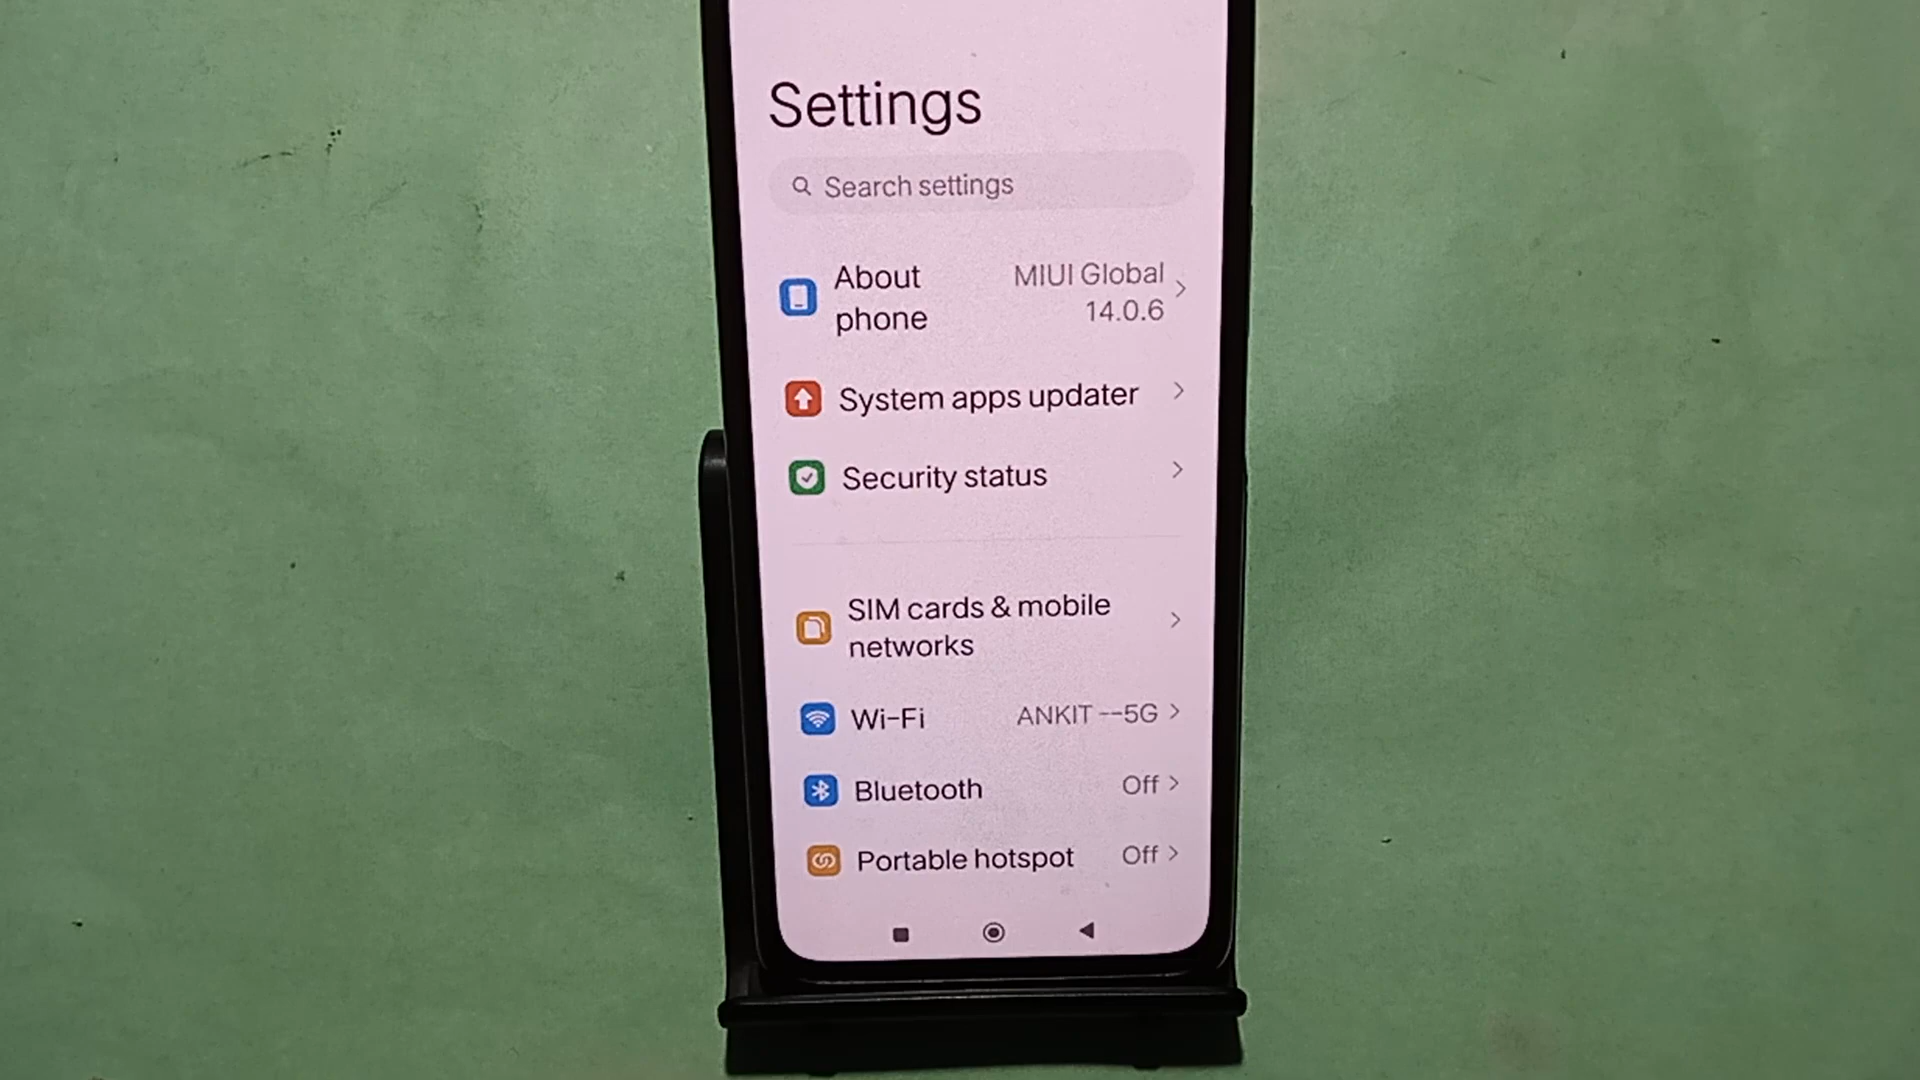 Settings
Search settings
About
phone
MIUI Global
14.0.6
System apps updater
Security status
SIM cards & mobile
networks
Wi-Fi
ANKIT --5G
Bluetooth
Off
Portable hotspot
Off